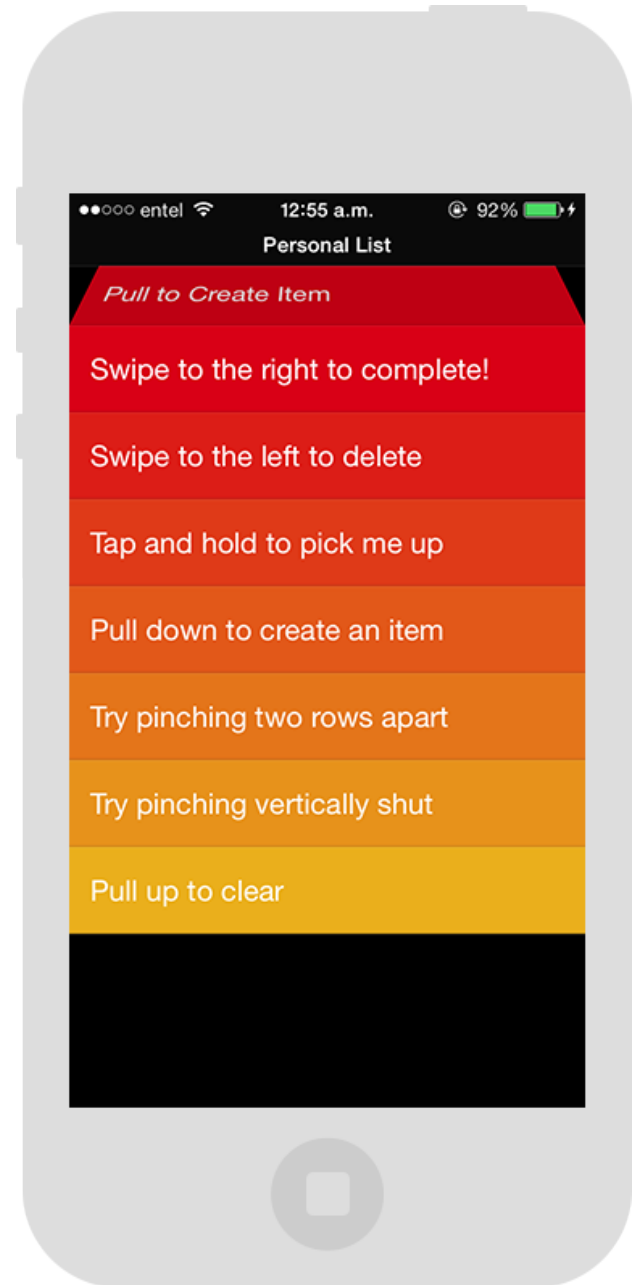 entel 12:55 a.m. 92%
Personal List
Pull to Create Item
Swipe to the right to complete!
Swipe to the left to delete
Tap and hold to pick me up
Pull down to create an item
Try pinching two rows apart
Try pinching vertically shut
Pull up to clear